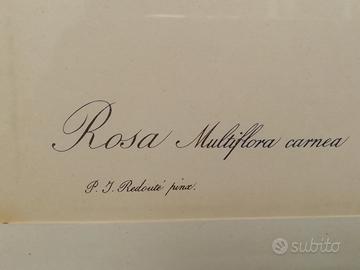 Rosa Multiflora carnea
P. J. Redouté pinx.
subito